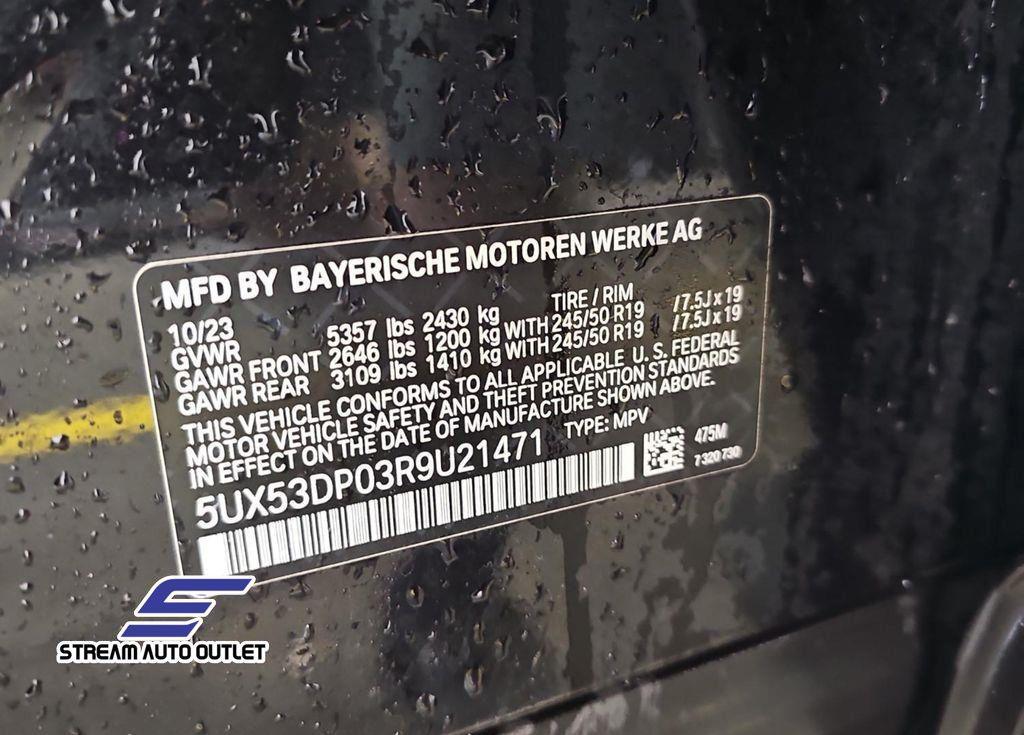 MFD BY BAYERISCHE MOTOREN WERKE AG
10/23 TIRE / RIM
GVWR 5357 lbs 2430 kg
GAWR FRONT 2646 lbs 1200 kg WITH 245/50 R19 /7.5J x 19
GAWR REAR 3109 lbs 1410 kg WITH 245/50 R19 /7.5J x 19
THIS VEHICLE CONFORMS TO ALL APPLICABLE U. S. FEDERAL
MOTOR VEHICLE SAFETY AND THEFT PREVENTION STANDARDS
IN EFFECT ON THE DATE OF MANUFACTURE SHOWN ABOVE.
5UX53DP03R9U21471 TYPE: MPV
475M
7 320 730
STREAM AUTO OUTLET